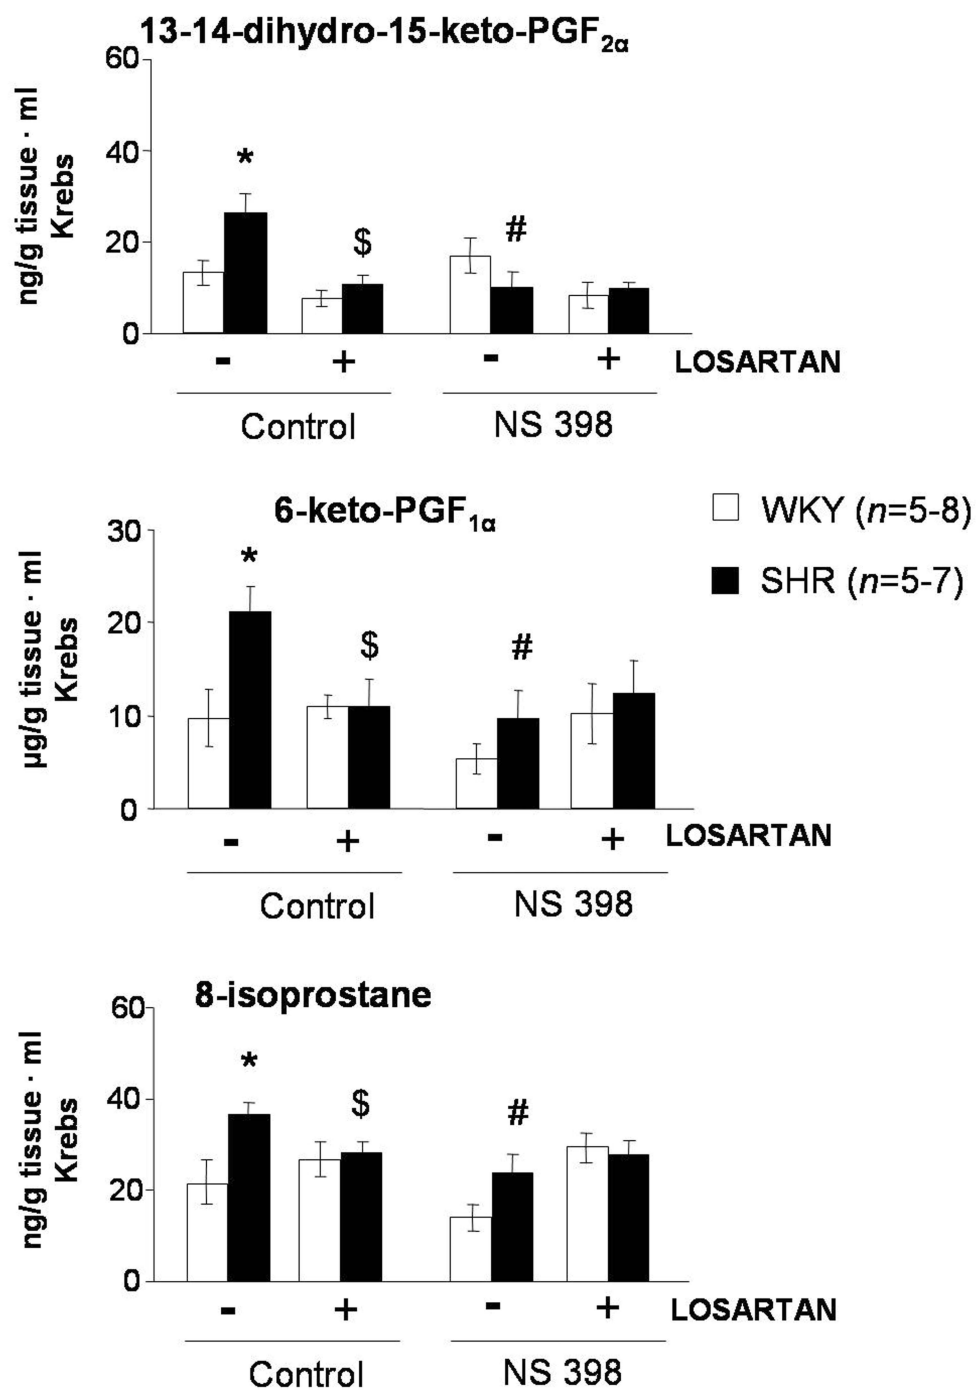 13-14-dihydro-15-keto-PGF2α
ng/g tissue · ml
Krebs
60
40
20
0
*
$
#
- + - + LOSARTAN
Control NS 398
6-keto-PGF1α
µg/g tissue · ml
Krebs
30
20
10
0
*
$
#
- + - + LOSARTAN
Control NS 398
WKY (n=5-8)
SHR (n=5-7)
8-isoprostane
ng/g tissue · ml
Krebs
60
40
20
0
*
$
#
- + - + LOSARTAN
Control NS 398